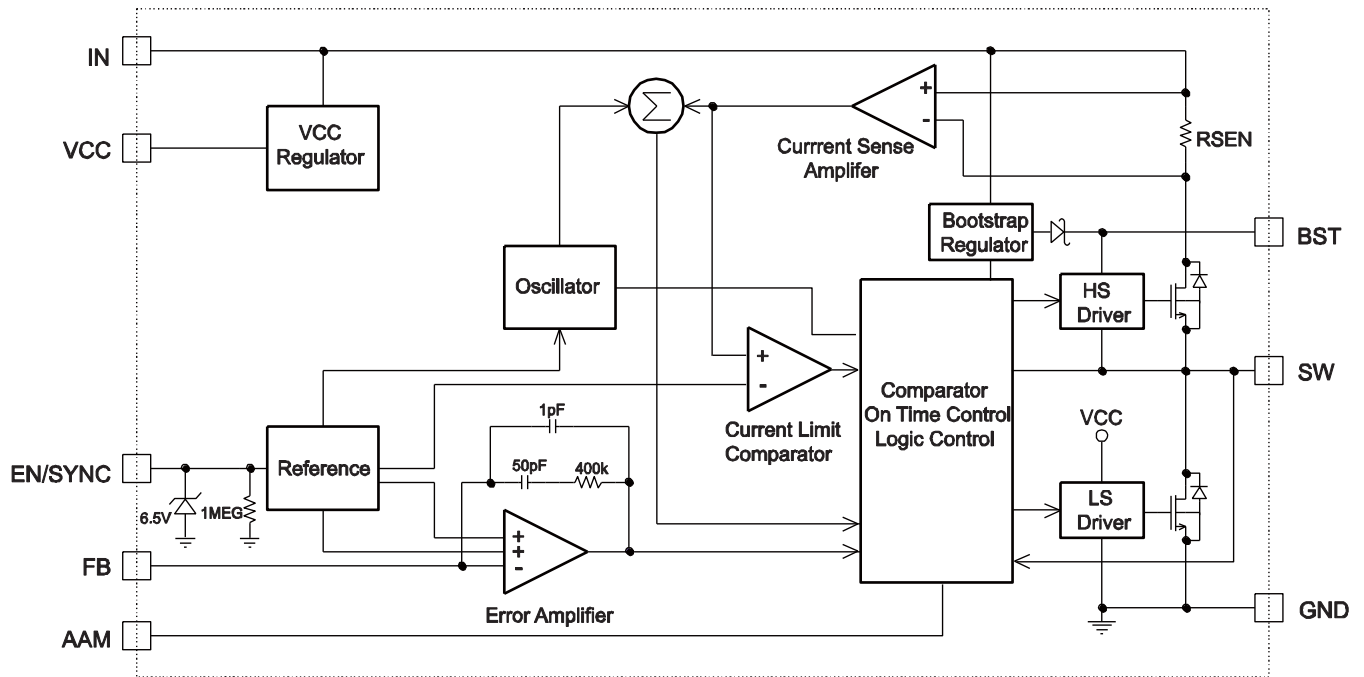 IN
VCC
VCC
Regulator
Σ
+
-
Currrent Sense
Amplifer
RSEN
Bootstrap
Regulator
BST
Oscillator
HS
Driver
+
-
Current Limit
Comparator
Comparator
On Time Control
Logic Control
SW
VCC
1pF
50pF
400k
EN/SYNC
Reference
6.5V
1MEG
LS
Driver
+
+
-
FB
Error Amplifier
AAM
GND